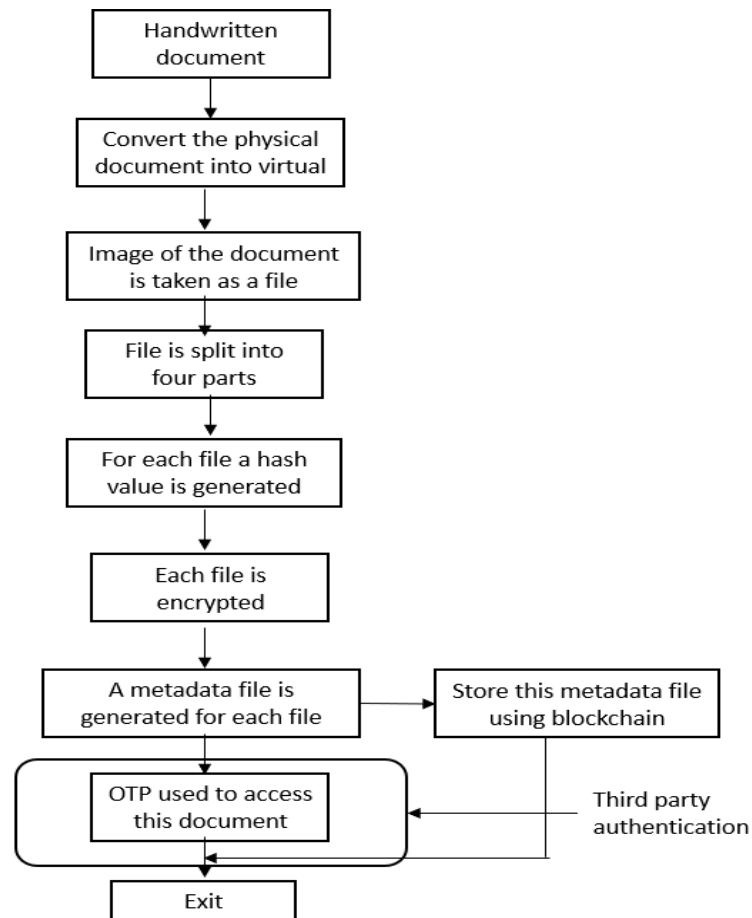 Handwritten
document
Convert the physical
document into virtual
Image of the document
is taken as a file
File is split into
four parts
For each file a hash
value is generated
Each file is
encrypted
A metadata file is
generated for each file
Store this metadata file
using blockchain
OTP used to access
this document
Third party
authentication
Exit